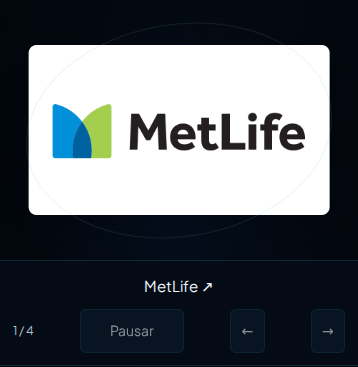 MetLife
MetLife ↗
1/4
Pausar
←
→